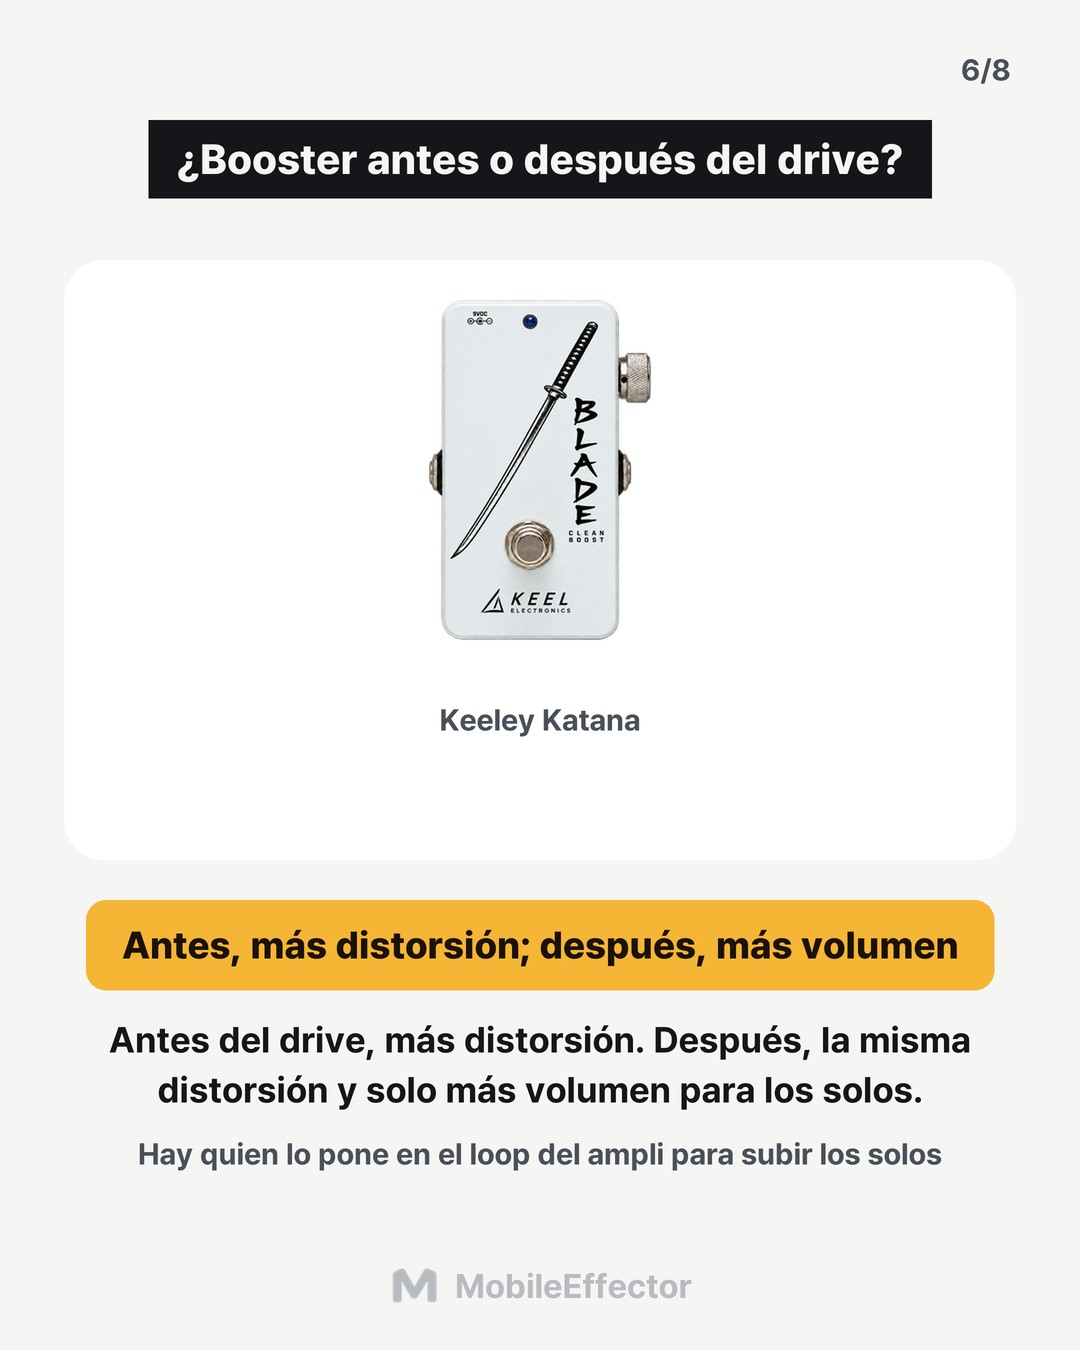 6/8
¿Booster antes o después del drive?
9VDC
BLADE
CLEAN
BOOST
KEEL
ELECTRONICS
Keeley Katana
Antes, más distorsión; después, más volumen
Antes del drive, más distorsión. Después, la misma
distorsión y solo más volumen para los solos.
Hay quien lo pone en el loop del ampli para subir los solos
MobileEffector